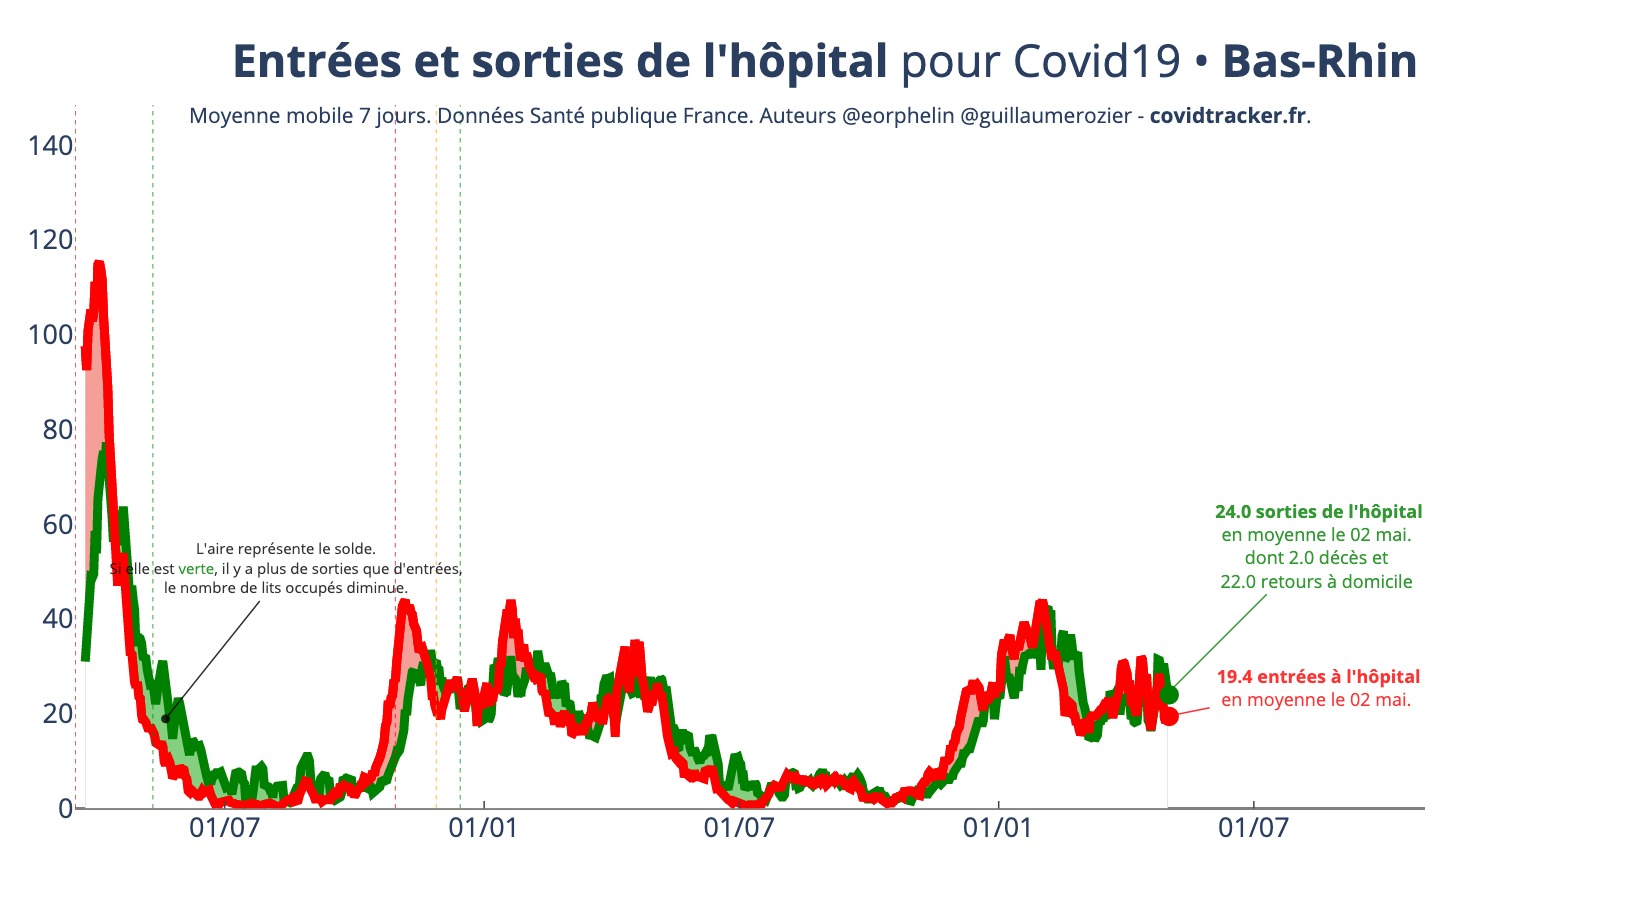 Entrées et sorties de l'hôpital pour Covid19 • Bas-Rhin
Moyenne mobile 7 jours. Données Santé publique France. Auteurs @eorphelin @guillaumerozier - covidtracker.fr.
140
120
100
80
60
40
20
0
L'aire représente le solde.
Si elle est verte, il y a plus de sorties que d'entrées,
le nombre de lits occupés diminue.
24.0 sorties de l'hôpital
en moyenne le 02 mai.
dont 2.0 décès et
22.0 retours à domicile
19.4 entrées à l'hôpital
en moyenne le 02 mai.
01/07
01/01
01/07
01/01
01/07